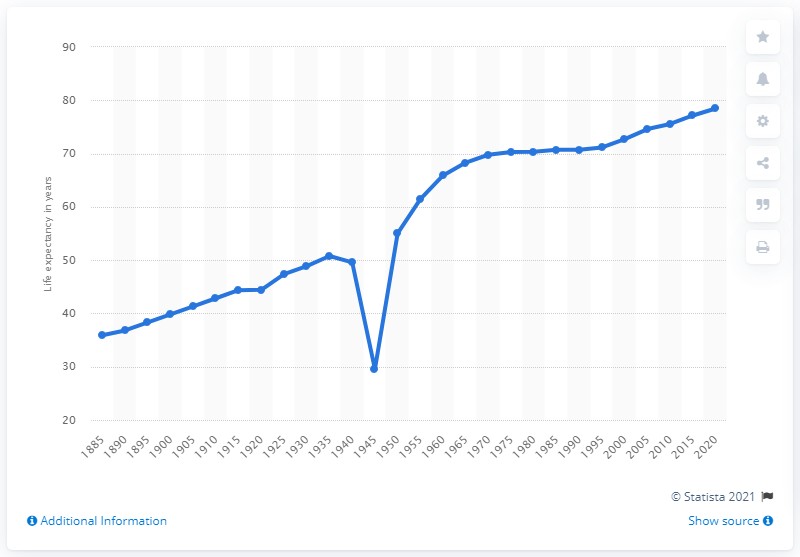 90
80
70
60
50
40
30
20
Life expectancy in years
1885 1890 1895 1900 1905 1910 1915 1920 1925 1930 1935 1940 1945 1950 1955 1960 1965 1970 1975 1980 1985 1990 1995 2000 2005 2010 2015 2020
© Statista 2021
Additional Information
Show source